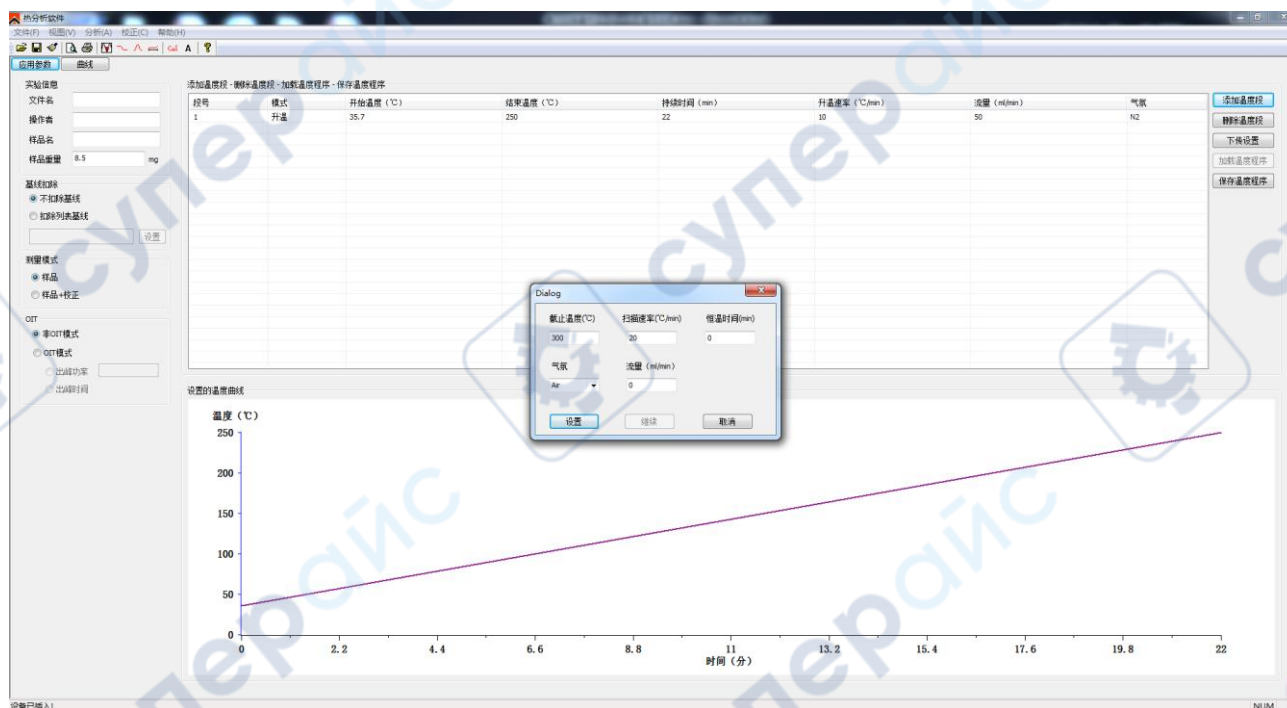 热分析软件
文件(F) 视图(V) 分析(A) 校正(C) 帮助(H)
Cal A ?
应用参数 曲线
实验信息
文件名
操作者
样品名
样品重量 8.5 mg
基线扣除
不扣除基线
扣除列表基线
设置
测量模式
样品
样品+校正
OIT
非OIT模式
OIT模式
出峰功率
出峰时间
添加温度段 - 删除温度段 - 加载温度程序 - 保存温度程序
段号 模式 开始温度 (℃) 结束温度 (℃) 持续时间 (min) 升温速率 (℃/min) 流量 (ml/min) 气氛
1 升温 35.7 250 22 10 50 N2
添加温度段
删除温度段
下传设置
加载温度程序
保存温度程序
Dialog
截止温度(℃) 扫描速率(℃/min) 恒温时间(min)
300 20 0
气氛 流量 (ml/min)
Air 0
设置 继续 取消
设置的温度曲线
温度 (℃)
250
200
150
100
50
0
0 2.2 4.4 6.6 8.8 11 13.2 15.4 17.6 19.8 22
时间 (分)
设备已插入!
NUM
суперайс
суперайс
суперайс
суперайс